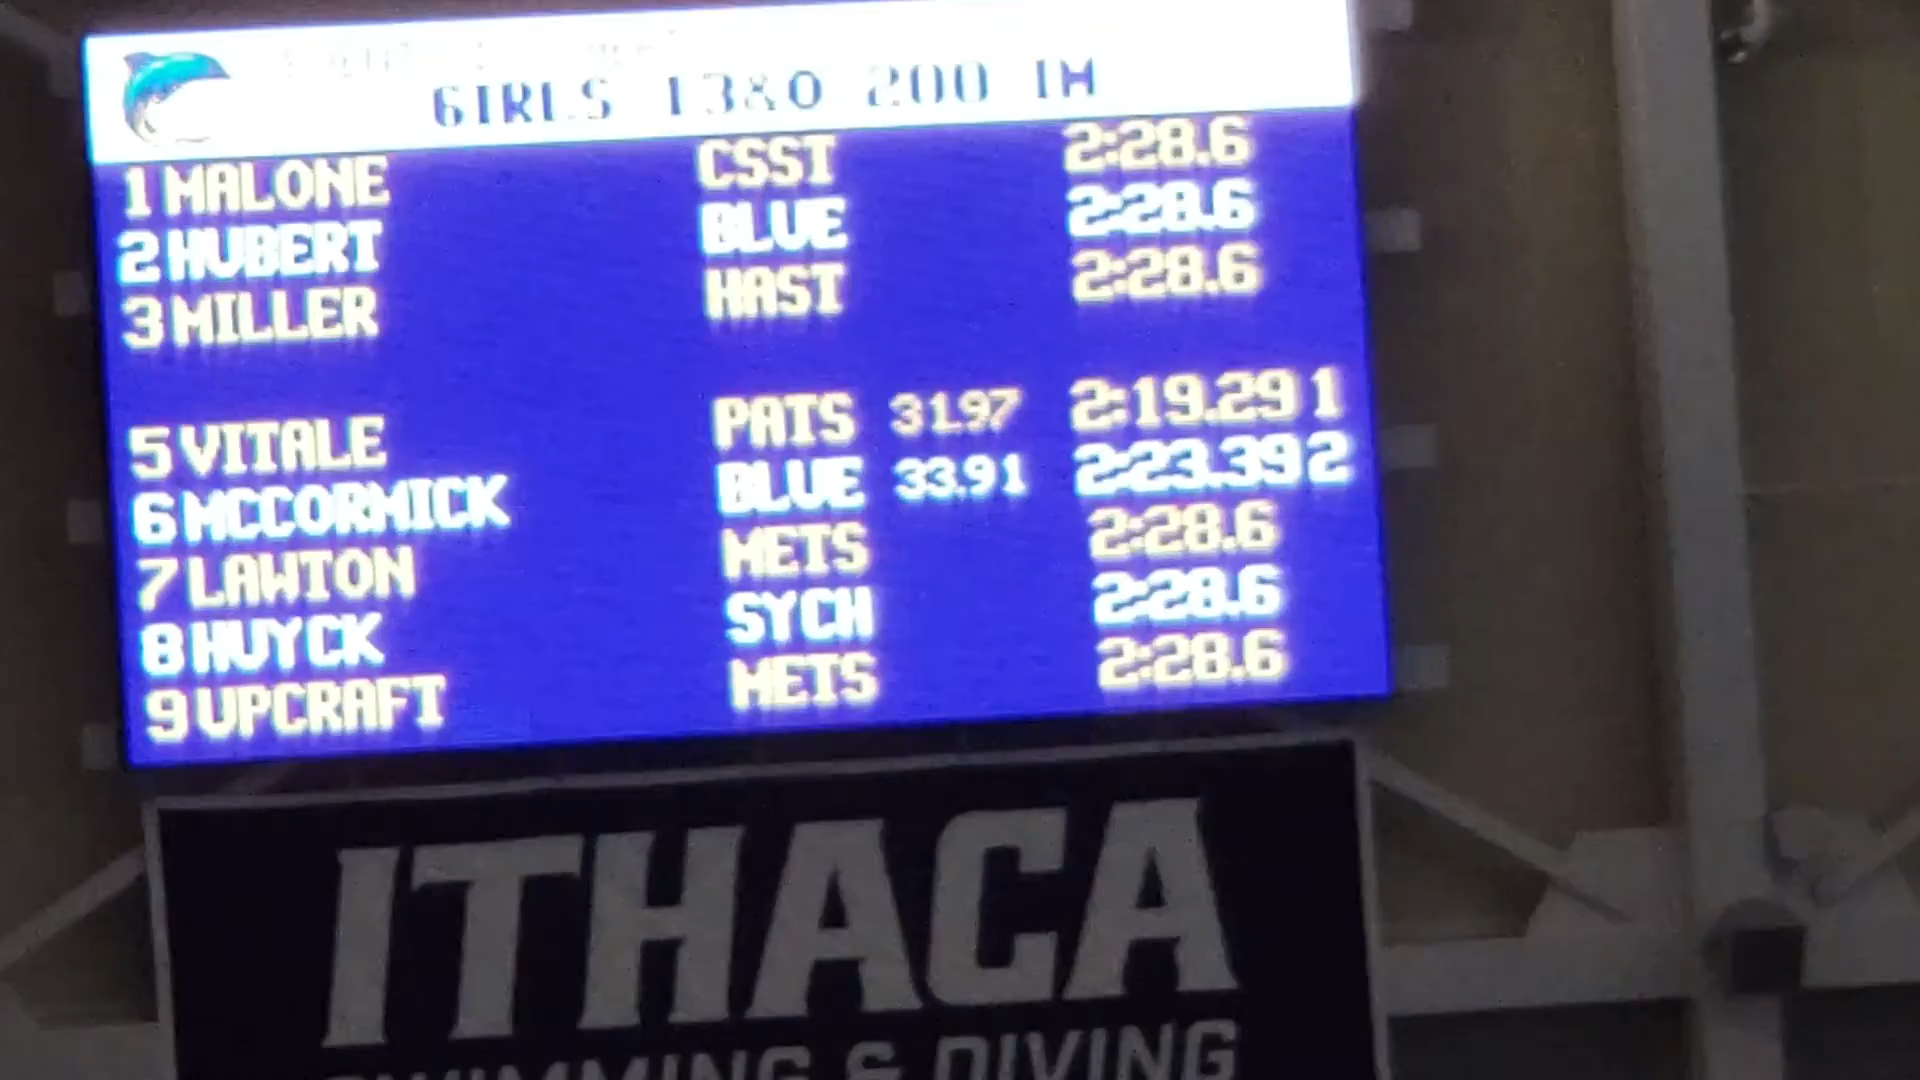 GIRLS 13&O 200 IM
1 MALONE CSST 2:28.6
2 HUBERT BLUE 2:28.6
3 MILLER HAST 2:28.6
5 VITALE PATS 31.97 2:19.29 1
6 MCCORMICK BLUE 33.91 2:23.39 2
7 LAWTON METS 2:28.6
8 HUYCK SYCH 2:28.6
9 UPCRAFT METS 2:28.6
ITHACA
SWIMMING & DIVING